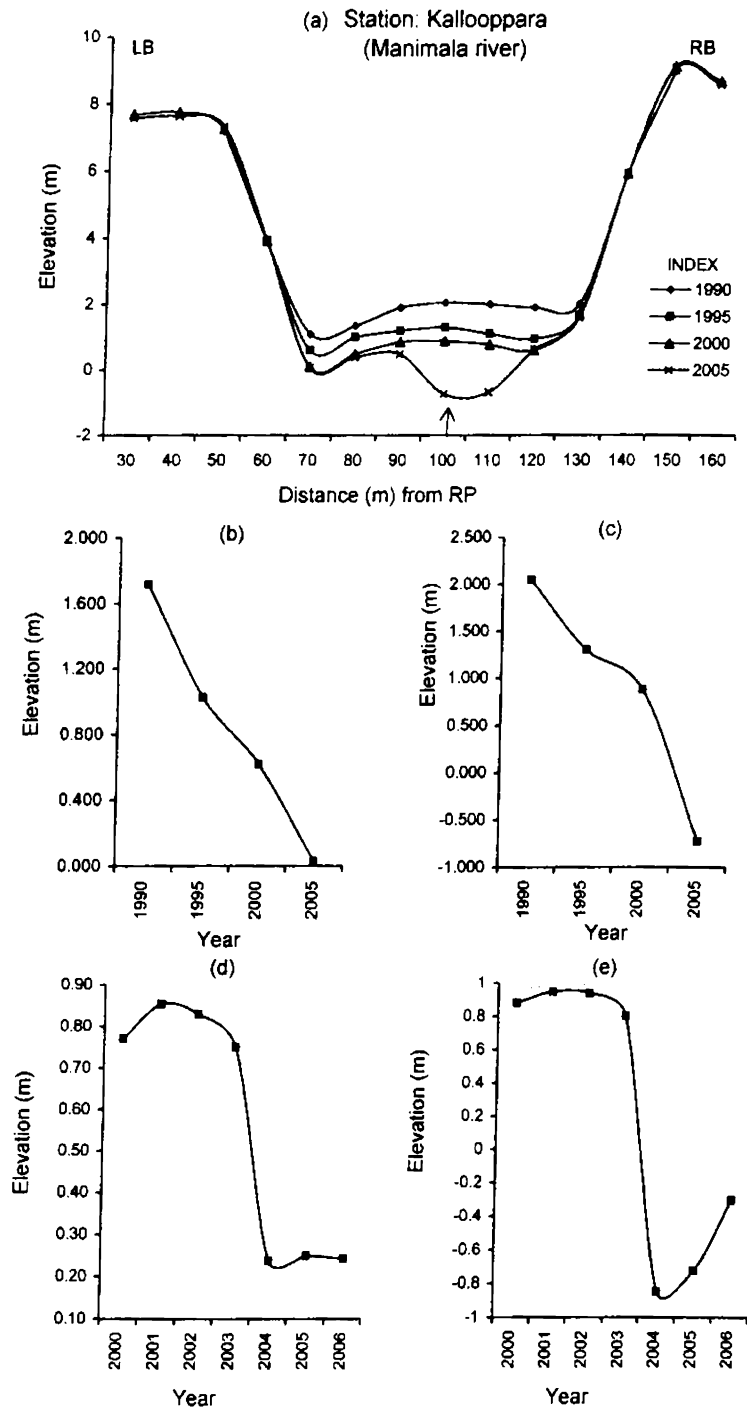 (a) Station: Kallooppara
(Manimala river)
LB
RB
10
8
6
4
2
0
-2
Elevation (m)
INDEX
1990
1995
2000
2005
30 40 50 60 70 80 90 100 110 120 130 140 150 160
Distance (m) from RP
(b)
2.000
1.600
1.200
0.800
0.400
0.000
Elevation (m)
1990 1995 2000 2005
Year
(c)
2.500
2.000
1.500
1.000
0.500
0.000
-0.500
-1.000
Elevation (m)
1990 1995 2000 2005
Year
(d)
0.90
0.80
0.70
0.60
0.50
0.40
0.30
0.20
0.10
Elevation (m)
2000 2001 2002 2003 2004 2005 2006
Year
(e)
1
0.8
0.6
0.4
0.2
0
-0.2
-0.4
-0.6
-0.8
-1
Elevation (m)
2000 2001 2002 2003 2004 2005 2006
Year